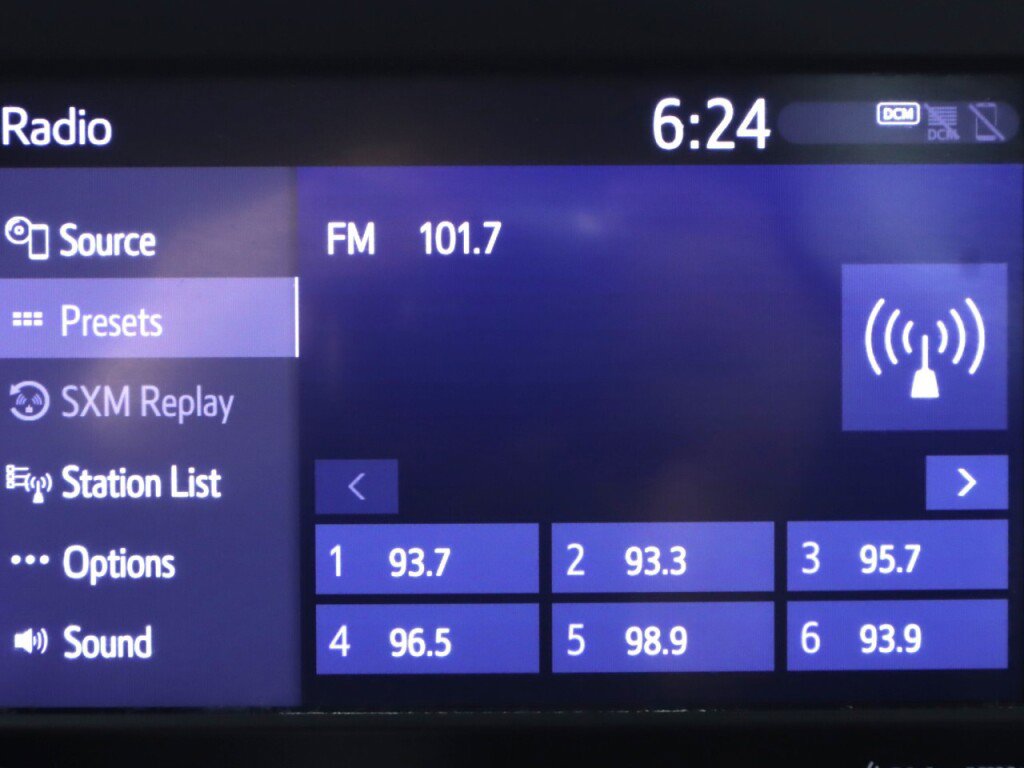 Radio 6:24 DCM
DCM
Source
FM 101.7
Presets
SXM Replay
Station List
Options
1 93.7 2 93.3 3 95.7
Sound
4 96.5 5 98.9 6 93.9